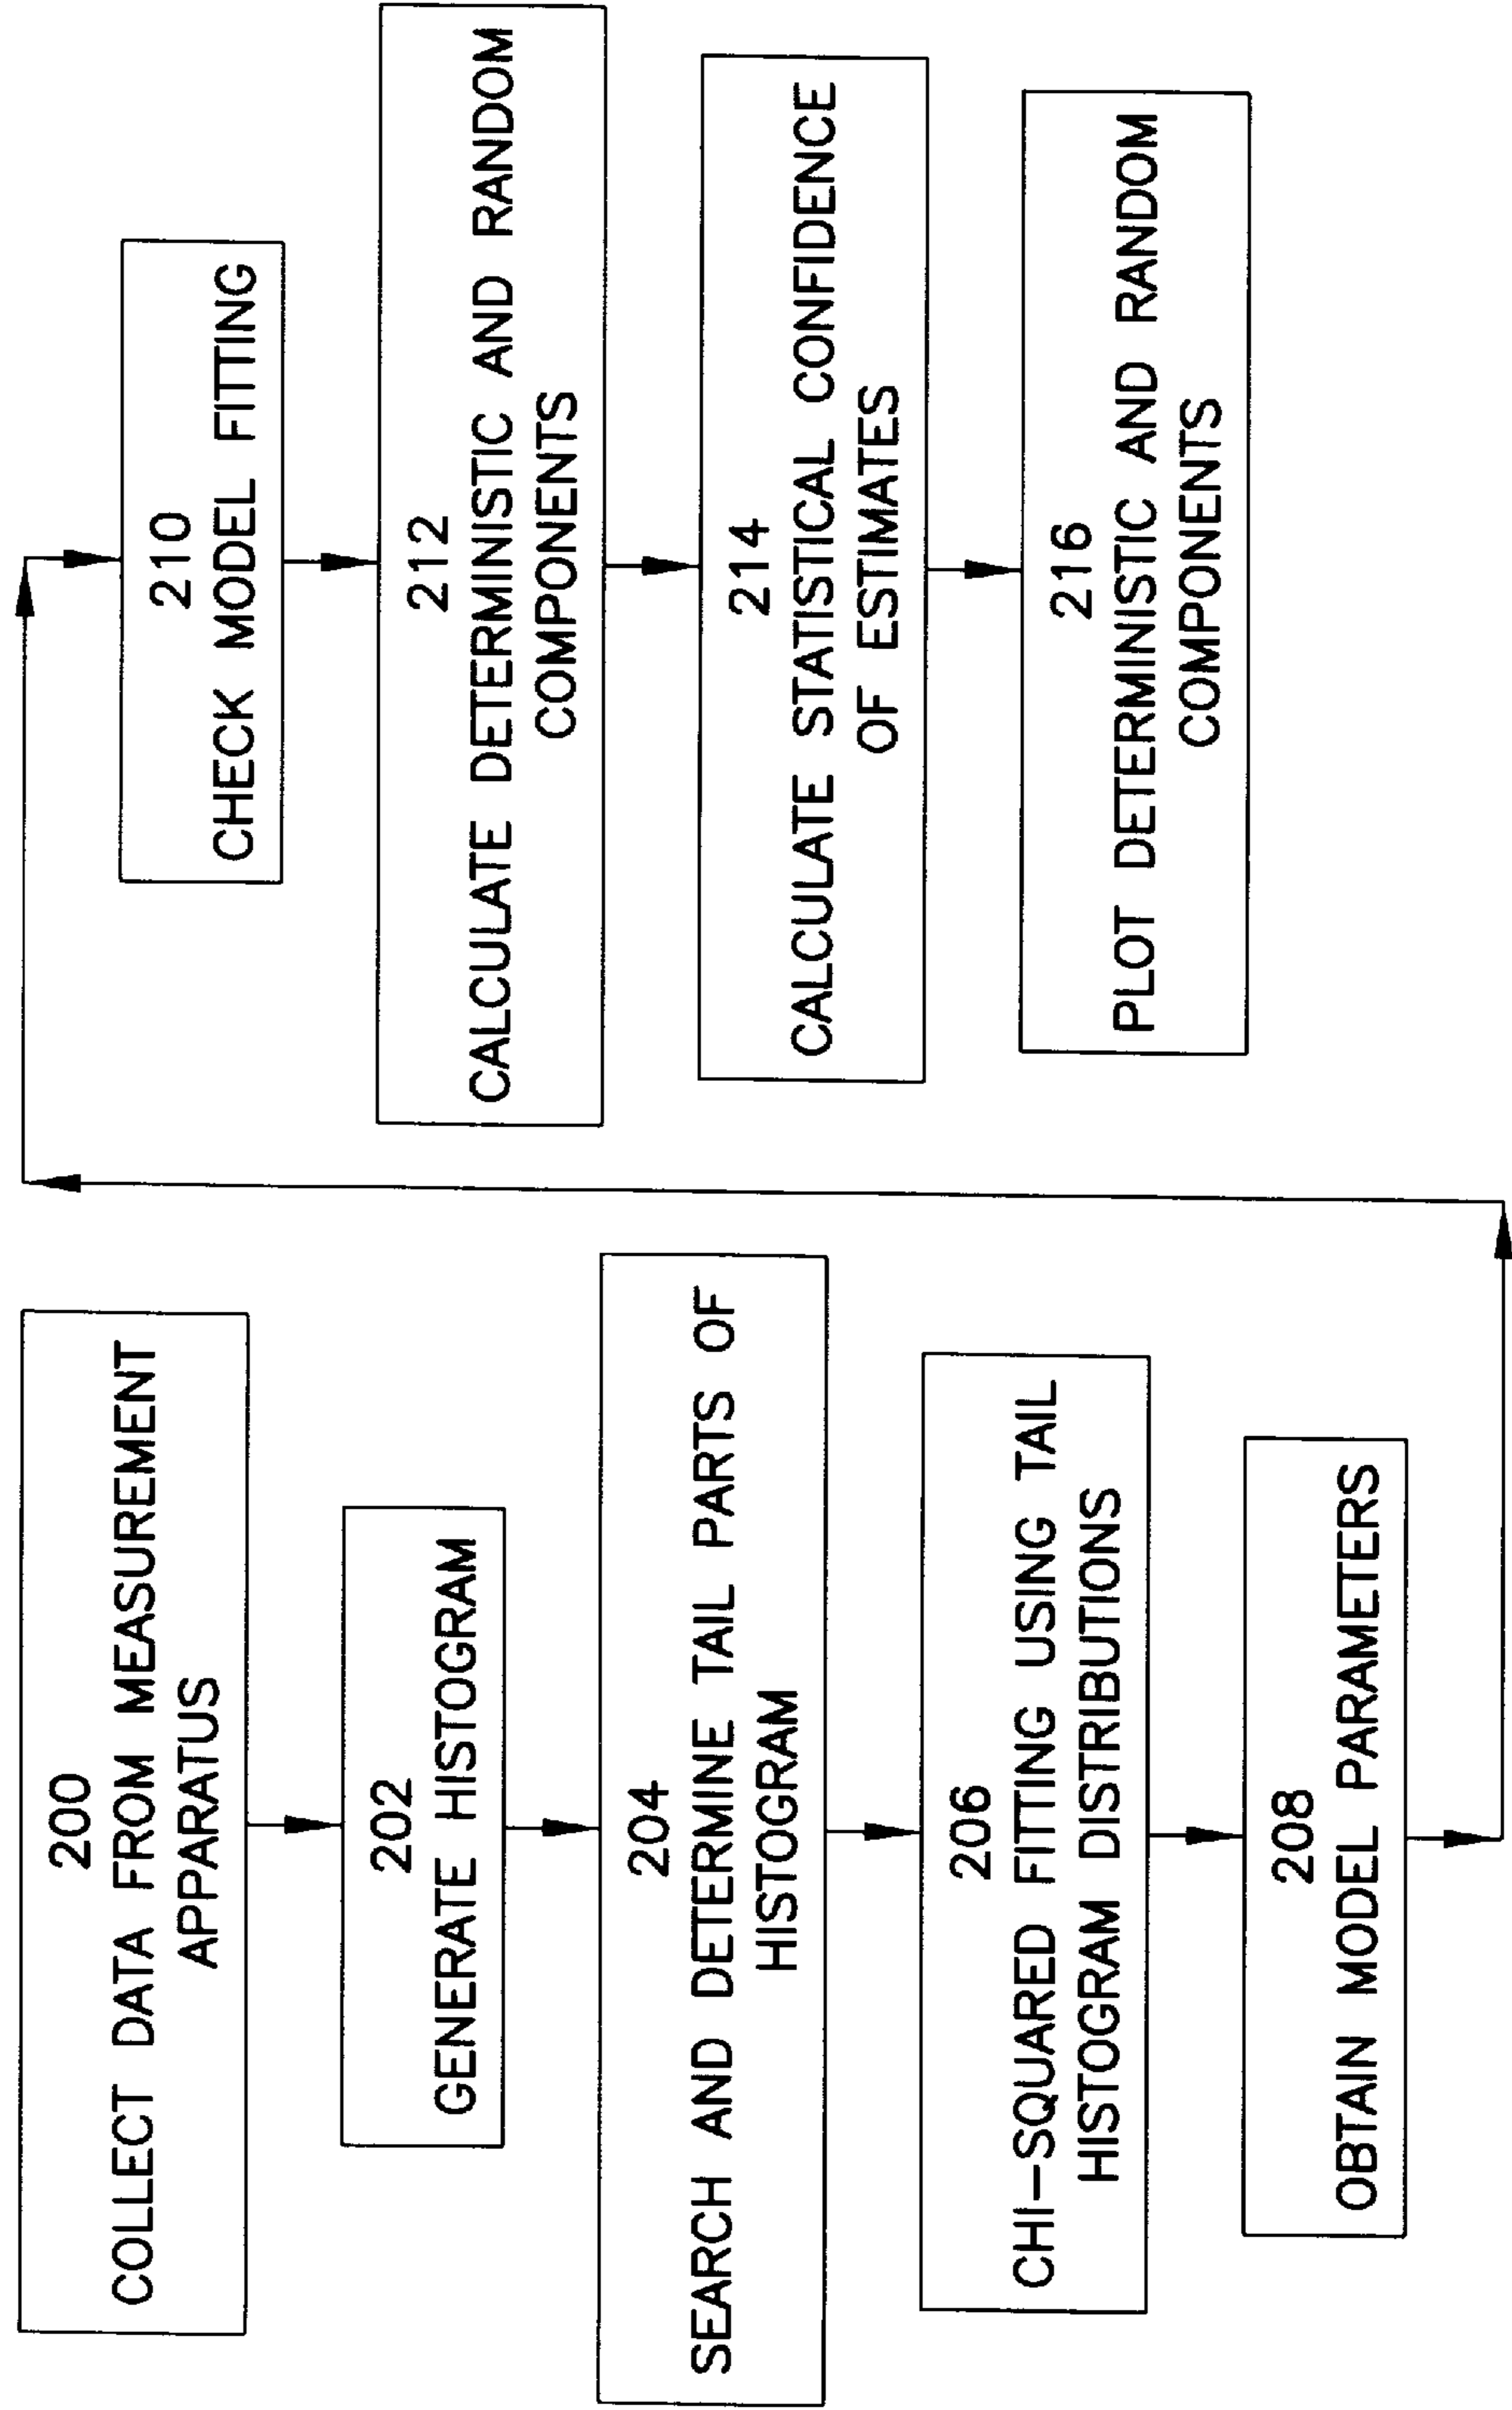 200
COLLECT DATA FROM MEASUREMENT
APPARATUS
202
GENERATE HISTOGRAM
204
SEARCH AND DETERMINE TAIL PARTS OF
HISTOGRAM
206
CHI-SQUARED FITTING USING TAIL
HISTOGRAM DISTRIBUTIONS
208
OBTAIN MODEL PARAMETERS
210
CHECK MODEL FITTING
212
CALCULATE DETERMINISTIC AND RANDOM
COMPONENTS
214
CALCULATE STATISTICAL CONFIDENCE
OF ESTIMATES
216
PLOT DETERMINISTIC AND RANDOM
COMPONENTS